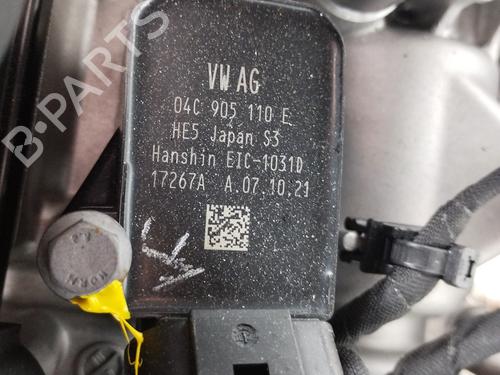 B-PARTS
VW AG
04C 905 110 E
HE5 Japan S3
Hanshin EIC-1031D
17267A A 07.10.21